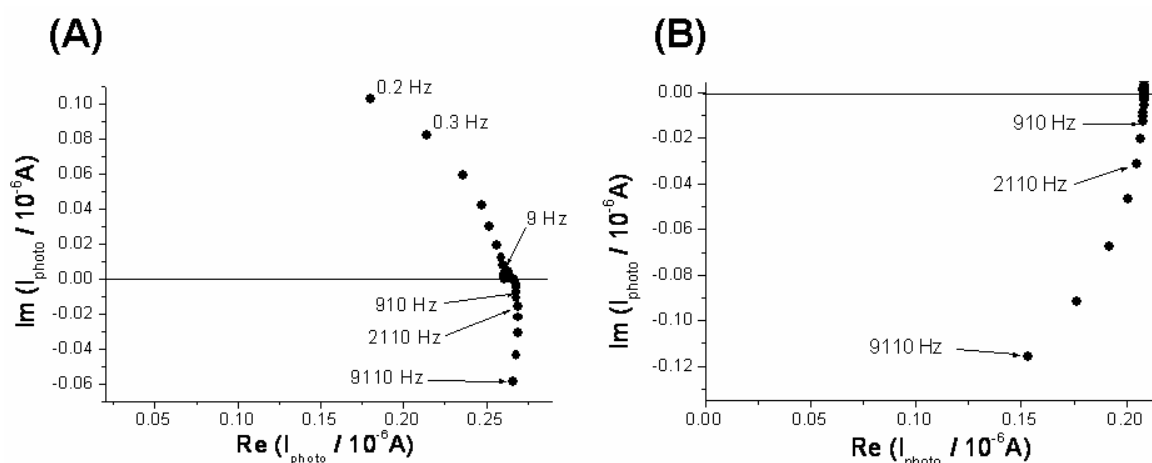 (A)
0.2 Hz
0.10
0.3 Hz
0.08
0.06
0.04
9 Hz
0.02
0.00
910 Hz
-0.02
2110 Hz
-0.04
9110 Hz
-0.06
Im (I_photo / 10^-6 A)
0.05 0.10 0.15 0.20 0.25
Re (I_photo / 10^-6 A)
(B)
0.00
910 Hz
-0.02
2110 Hz
-0.04
-0.06
-0.08
-0.10
9110 Hz
-0.12
Im (I_photo / 10^-6 A)
0.00 0.05 0.10 0.15 0.20
Re (I_photo / 10^-6 A)